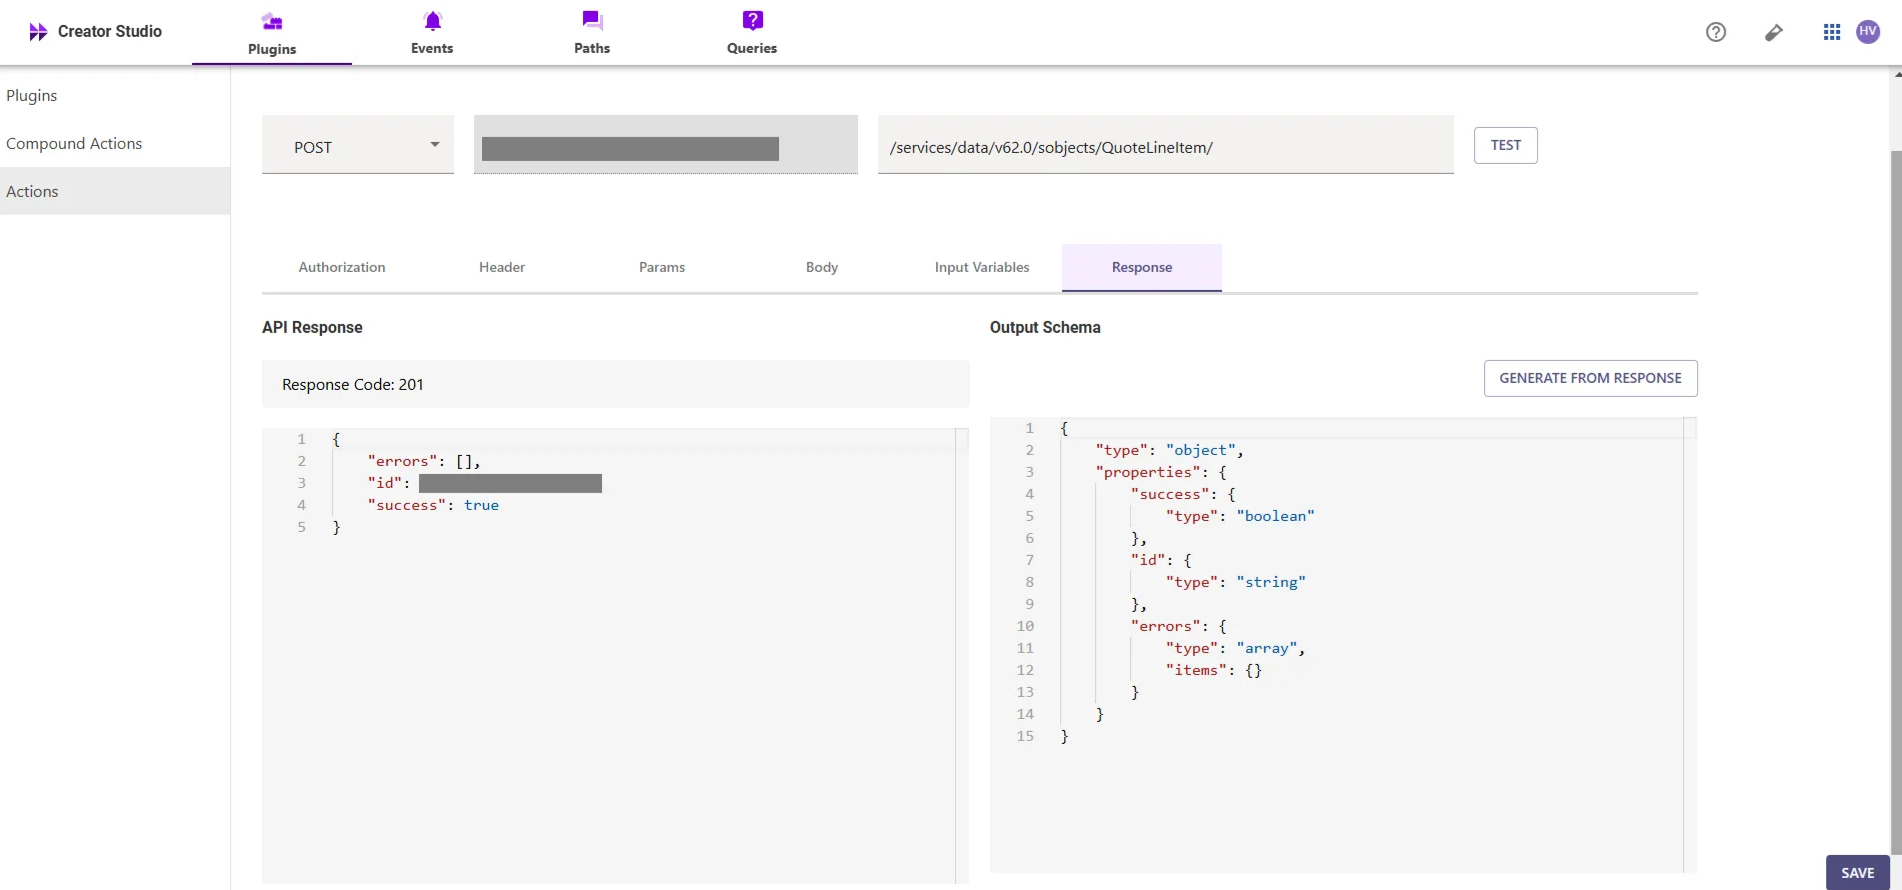 Creator Studio
Plugins
Events
Paths
Queries
HV
Plugins
Compound Actions
Actions
POST
/services/data/v62.0/sobjects/QuoteLineItem/
TEST
Authorization
Header
Params
Body
Input Variables
Response
API Response
Response Code: 201
1 {
2 "errors": [],
3 "id":
4 "success": true
5 }
Output Schema
GENERATE FROM RESPONSE
1 {
2 "type": "object",
3 "properties": {
4 "success": {
5 "type": "boolean"
6 },
7 "id": {
8 "type": "string"
9 },
10 "errors": {
11 "type": "array",
12 "items": {}
13 }
14 }
15 }
SAVE